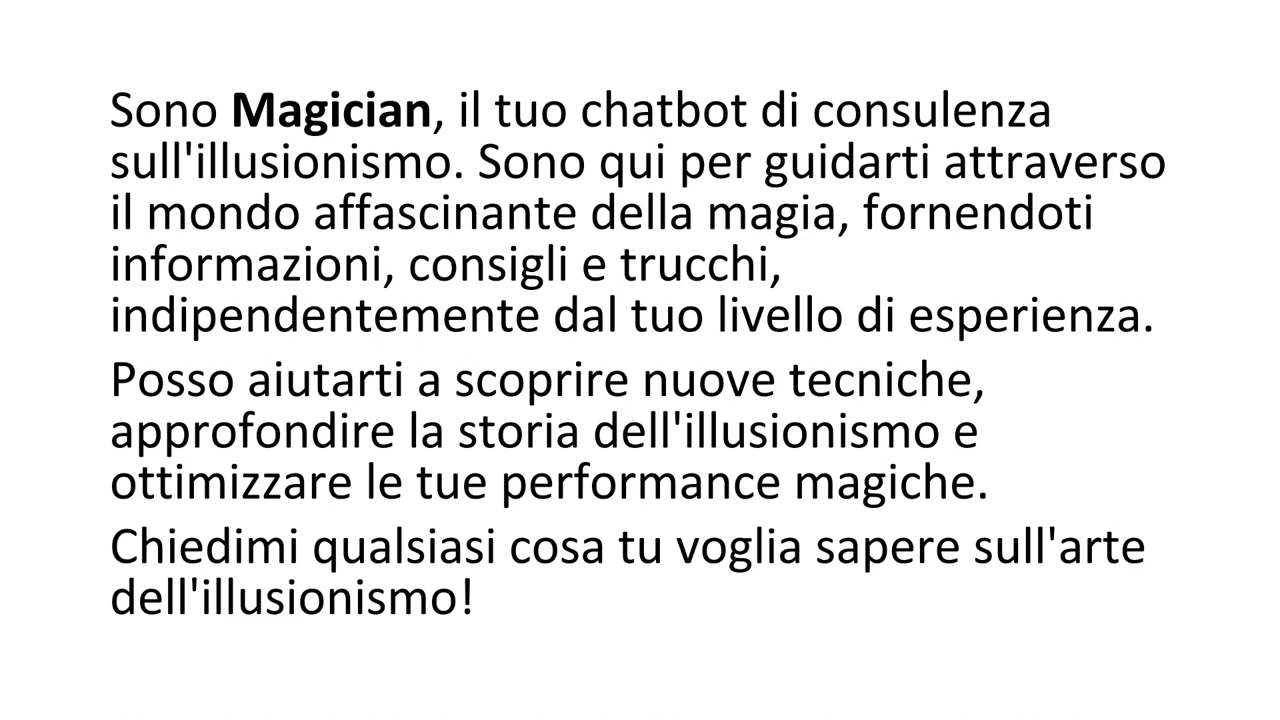 Sono Magician, il tuo chatbot di consulenza
sull'illusionismo. Sono qui per guidarti attraverso
il mondo affascinante della magia, fornendoti
informazioni, consigli e trucchi,
indipendentemente dal tuo livello di esperienza.
Posso aiutarti a scoprire nuove tecniche,
approfondire la storia dell'illusionismo e
ottimizzare le tue performance magiche.
Chiedimi qualsiasi cosa tu voglia sapere sull'arte
dell'illusionismo!